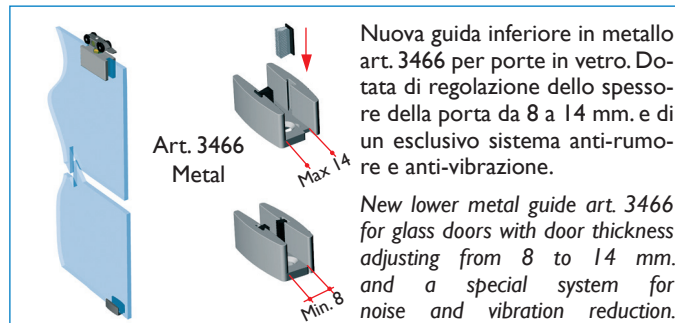 Nuova guida inferiore in metallo
art. 3466 per porte in vetro. Do-
tata di regolazione dello spesso-
re della porta da 8 a 14 mm. e di
un esclusivo sistema anti-rumo-
re e anti-vibrazione.
Art. 3466
Metal
Max 14
Min. 8
New lower metal guide art. 3466
for glass doors with door thickness
adjusting from 8 to 14 mm.
and a special system for
noise and vibration reduction.